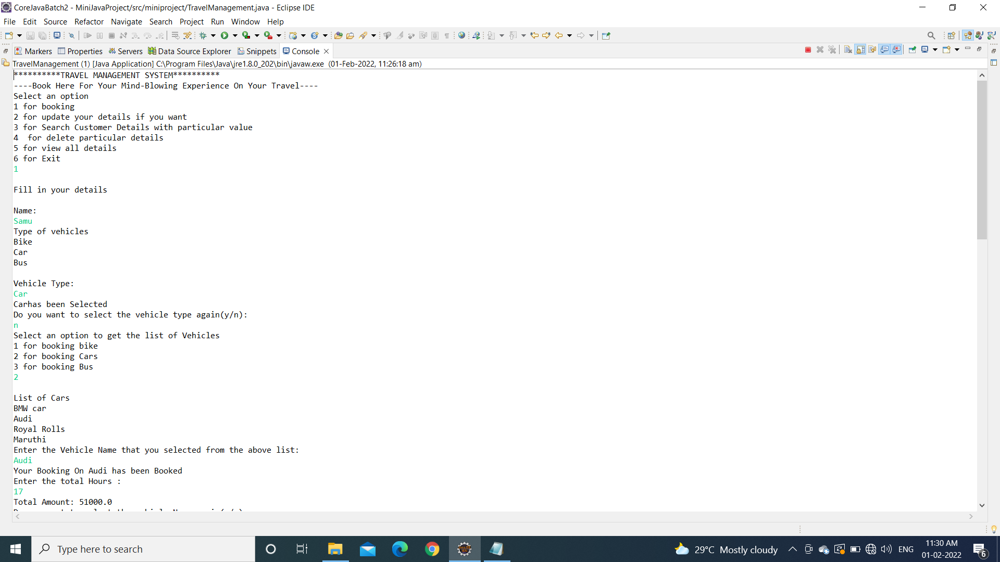 CoreJavaBatch2 - MiniJavaProject/src/miniproject/TravelManagement.java - Eclipse IDE
File Edit Source Refactor Navigate Search Project Run Window Help
Markers Properties Servers Data Source Explorer Snippets Console
TravelManagement (1) [Java Application] C:\Program Files\Java\jre1.8.0_202\bin\javaw.exe (01-Feb-2022, 11:26:18 am)
**********TRAVEL MANAGEMENT SYSTEM**********
----Book Here For Your Mind-Blowing Experience On Your Travel----
Select an option
1 for booking
2 for update your details if you want
3 for Search Customer Details with particular value
4  for delete particular details
5 for view all details
6 for Exit
1
Fill in your details
Name:
Samu
Type of vehicles
Bike
Car
Bus
Vehicle Type:
Car
Carhas been Selected
Do you want to select the vehicle type again(y/n):
n
Select an option to get the list of Vehicles
1 for booking bike
2 for booking Cars
3 for booking Bus
2
List of Cars
BMW car
Audi
Royal Rolls
Maruthi
Enter the Vehicle Name that you selected from the above list:
Audi
Your Booking On Audi has been Booked
Enter the total Hours :
17
Total Amount: 51000.0
Type here to search
29°C Mostly cloudy
ENG
11:30 AM
01-02-2022
6